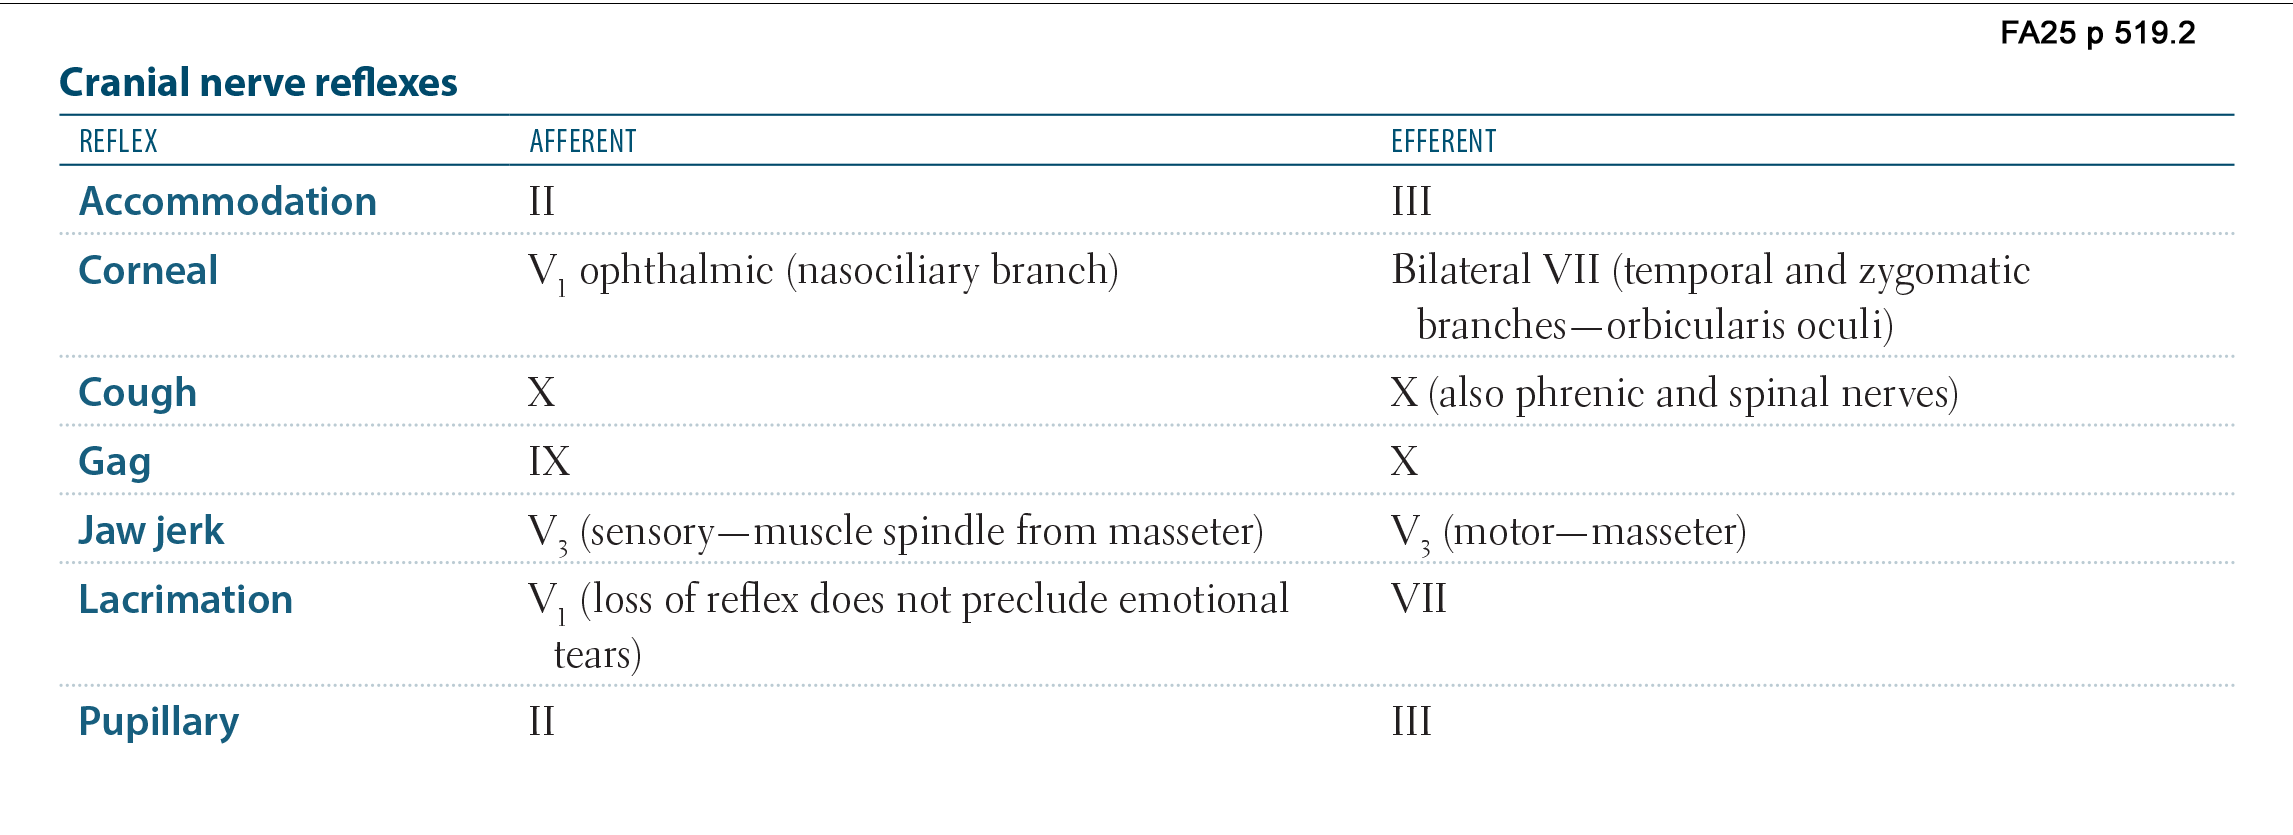 FA25 p 519.2
Cranial nerve reflexes
REFLEX AFFERENT EFFERENT
Accommodation II III
Corneal V₁ ophthalmic (nasociliary branch) Bilateral VII (temporal and zygomatic
branches—orbicularis oculi)
Cough X X (also phrenic and spinal nerves)
Gag IX X
Jaw jerk V₃ (sensory—muscle spindle from masseter) V₃ (motor—masseter)
Lacrimation V₁ (loss of reflex does not preclude emotional VII
tears)
Pupillary II III